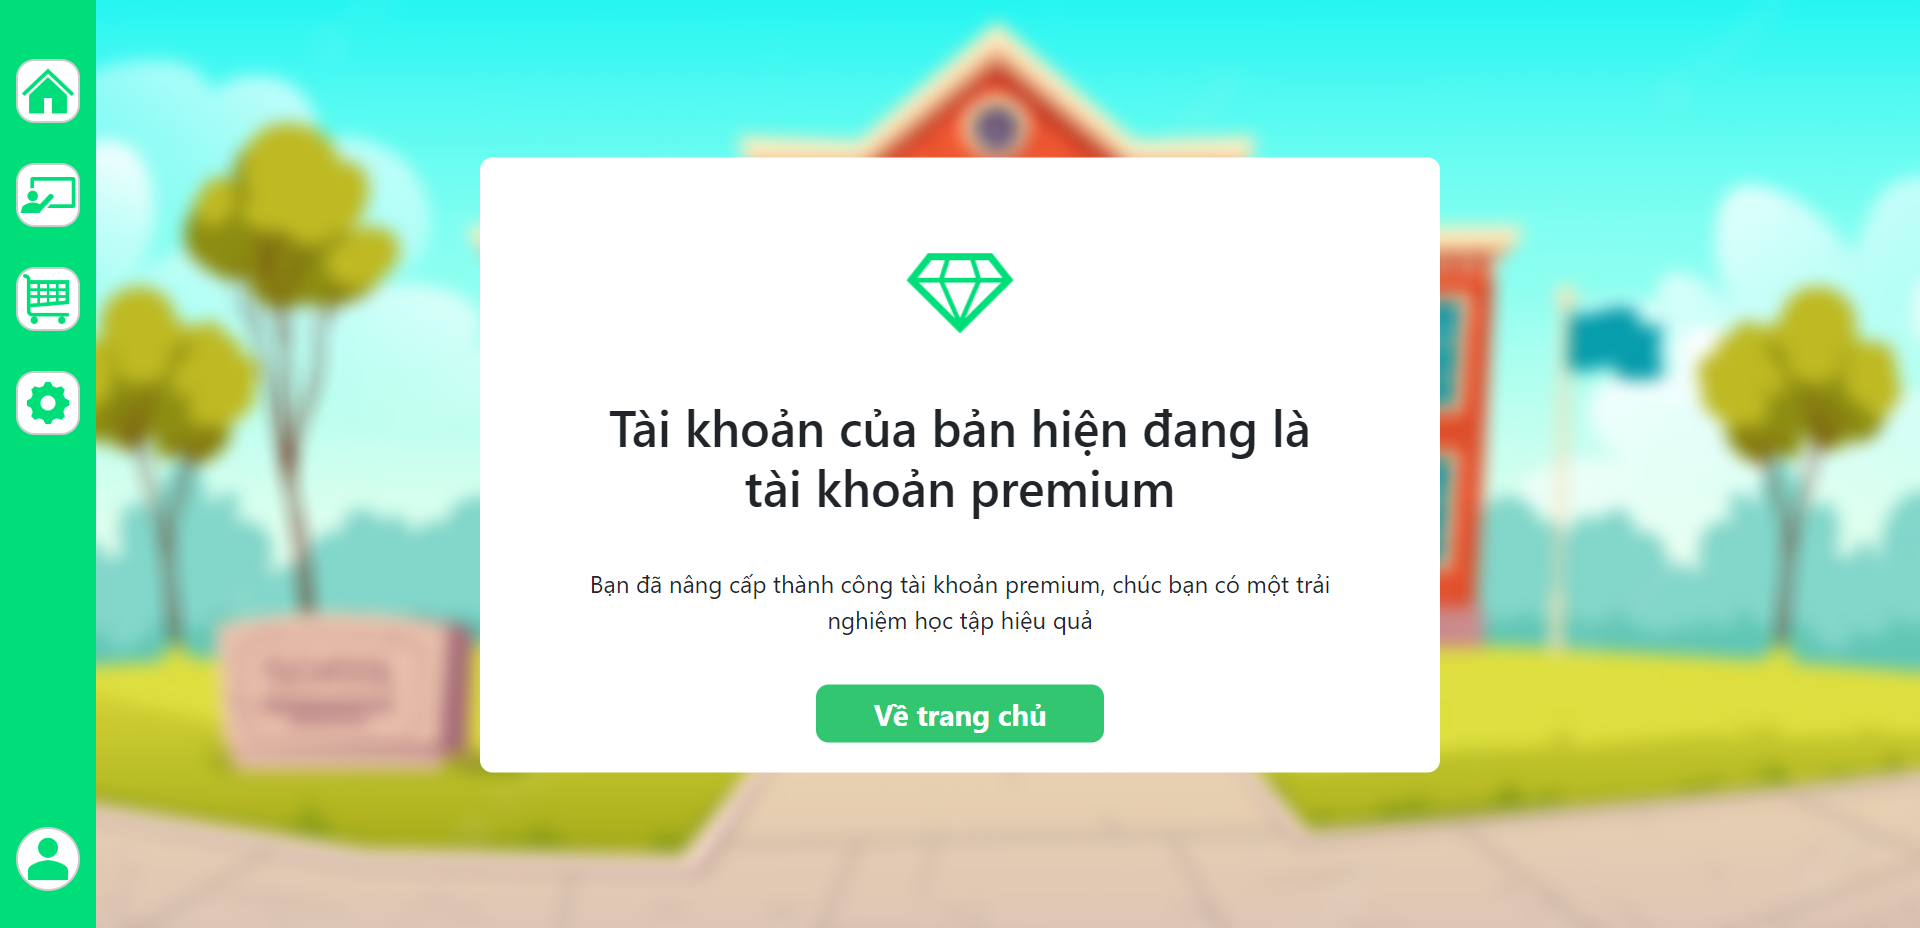 Tài khoản của bản hiện đang là
tài khoản premium
Bạn đã nâng cấp thành công tài khoản premium, chúc bạn có một trải
nghiệm học tập hiệu quả
Về trang chủ